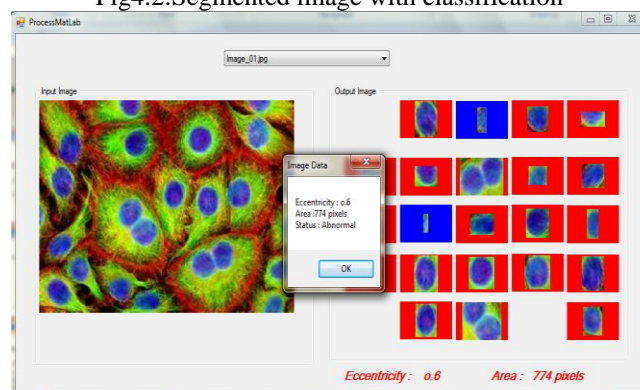 Fig4.2.Segmented image with classification
ProcessMatLab
Image_01.jpg
Input Image
Output Image
Image Data
Eccentricity : o.6
Area :774 pixels
Status : Abnormal
OK
Eccentricity : o.6 Area : 774 pixels